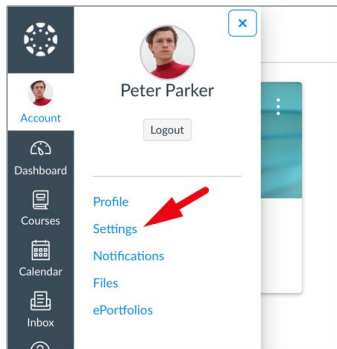 Peter Parker
Logout
Account
Dashboard
Courses
Calendar
Inbox
Profile
Settings
Notifications
Files
ePortfolios